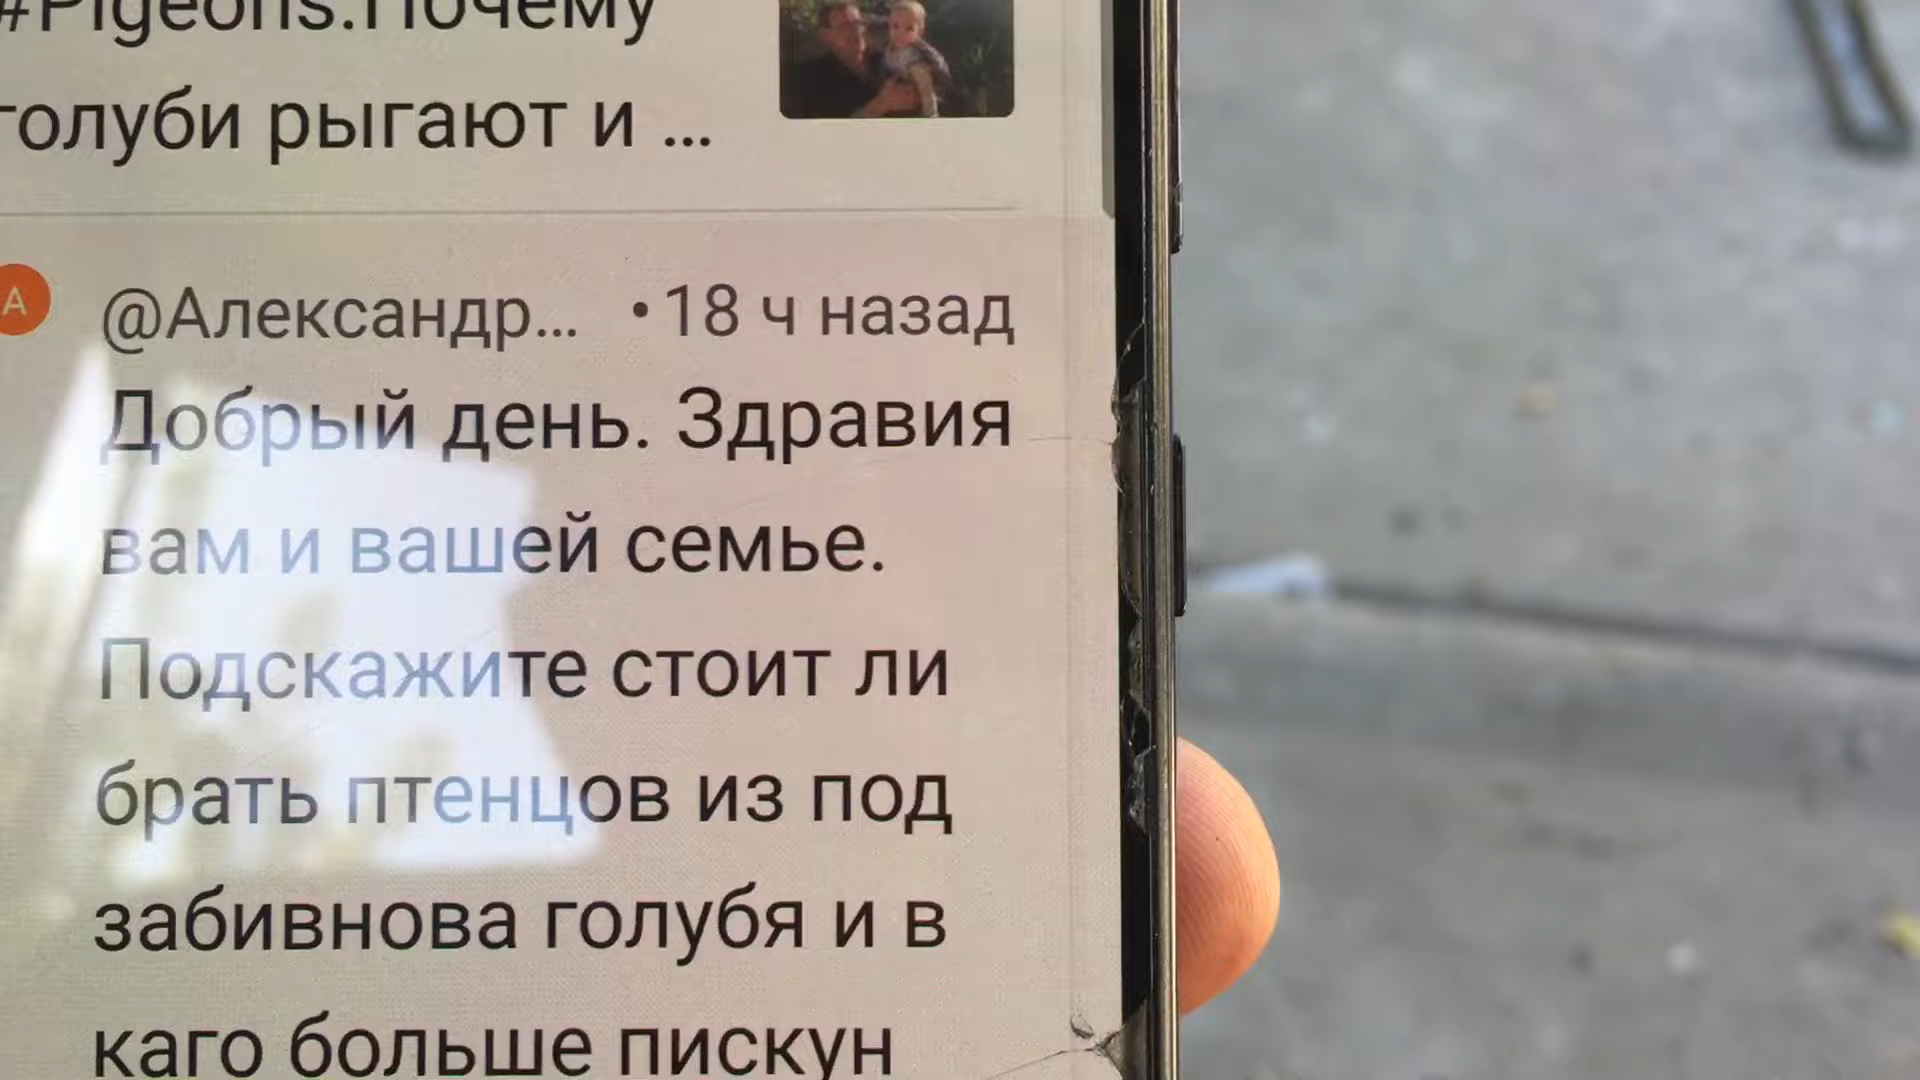 #Pigeons.Почему
голуби рыгают и ...
А
@Александр... • 18 ч назад
Добрый день. Здравия
вам и вашей семье.
Подскажите стоит ли
брать птенцов из под
забивнова голубя и в
каго больше пискун